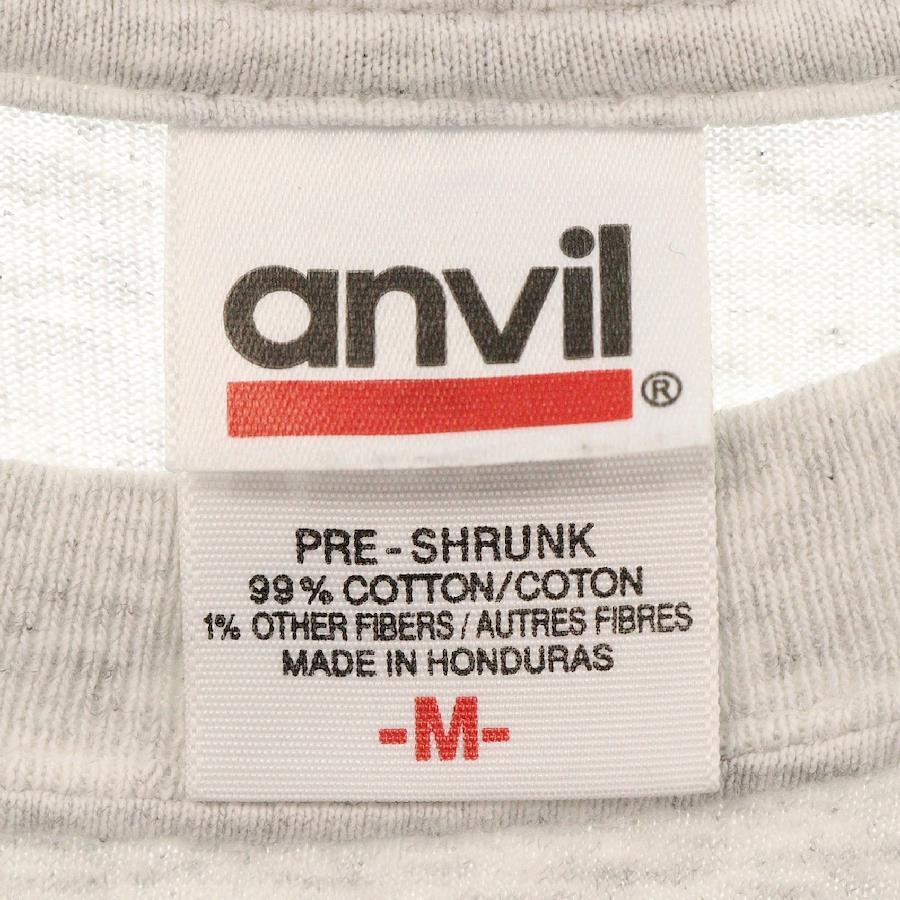 anvil
®
PRE-SHRUNK
99% COTTON/COTON
1% OTHER FIBERS / AUTRES FIBRES
MADE IN HONDURAS
-M-